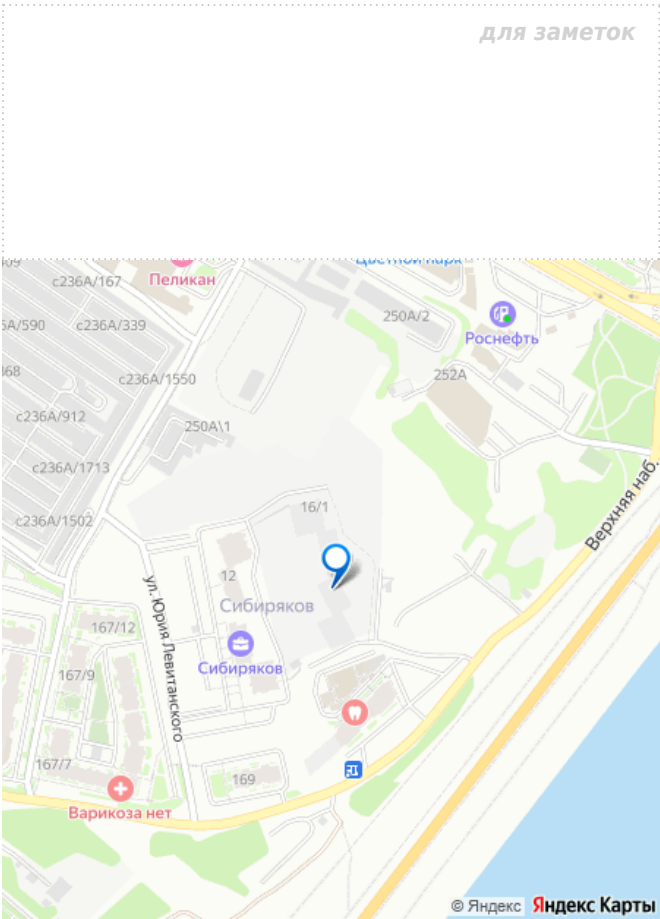 для заметок
Цветной парк
с236А/167
Пеликан
250А/2
5А/590
с236А/339
Роснефть
с236А/1550
252А
с236А/912
250А\1
с236А/1713
Верхняя наб.
16/1
с236А/1502
12
ул. Юрия Левитанского
Сибиряков
167/12
Сибиряков
167/9
167/7
169
Варикоза нет
© Яндекс Яндекс Карты